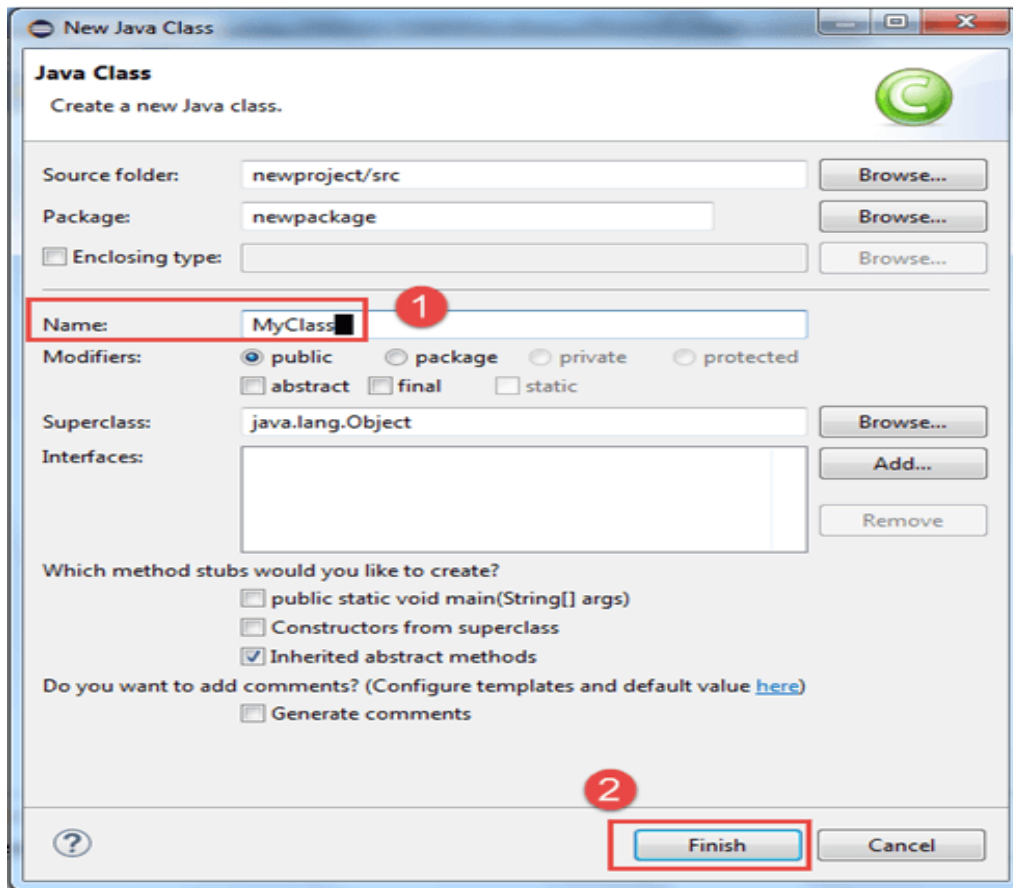 New Java Class
Java Class
Create a new Java class.
Source folder: newproject/src Browse...
Package: newpackage Browse...
Enclosing type: Browse...
1
Name: MyClass
Modifiers: public package private protected
abstract final static
Superclass: java.lang.Object Browse...
Interfaces: Add...
Remove
Which method stubs would you like to create?
public static void main(String[] args)
Constructors from superclass
Inherited abstract methods
Do you want to add comments? (Configure templates and default value here)
Generate comments
2
? Finish Cancel